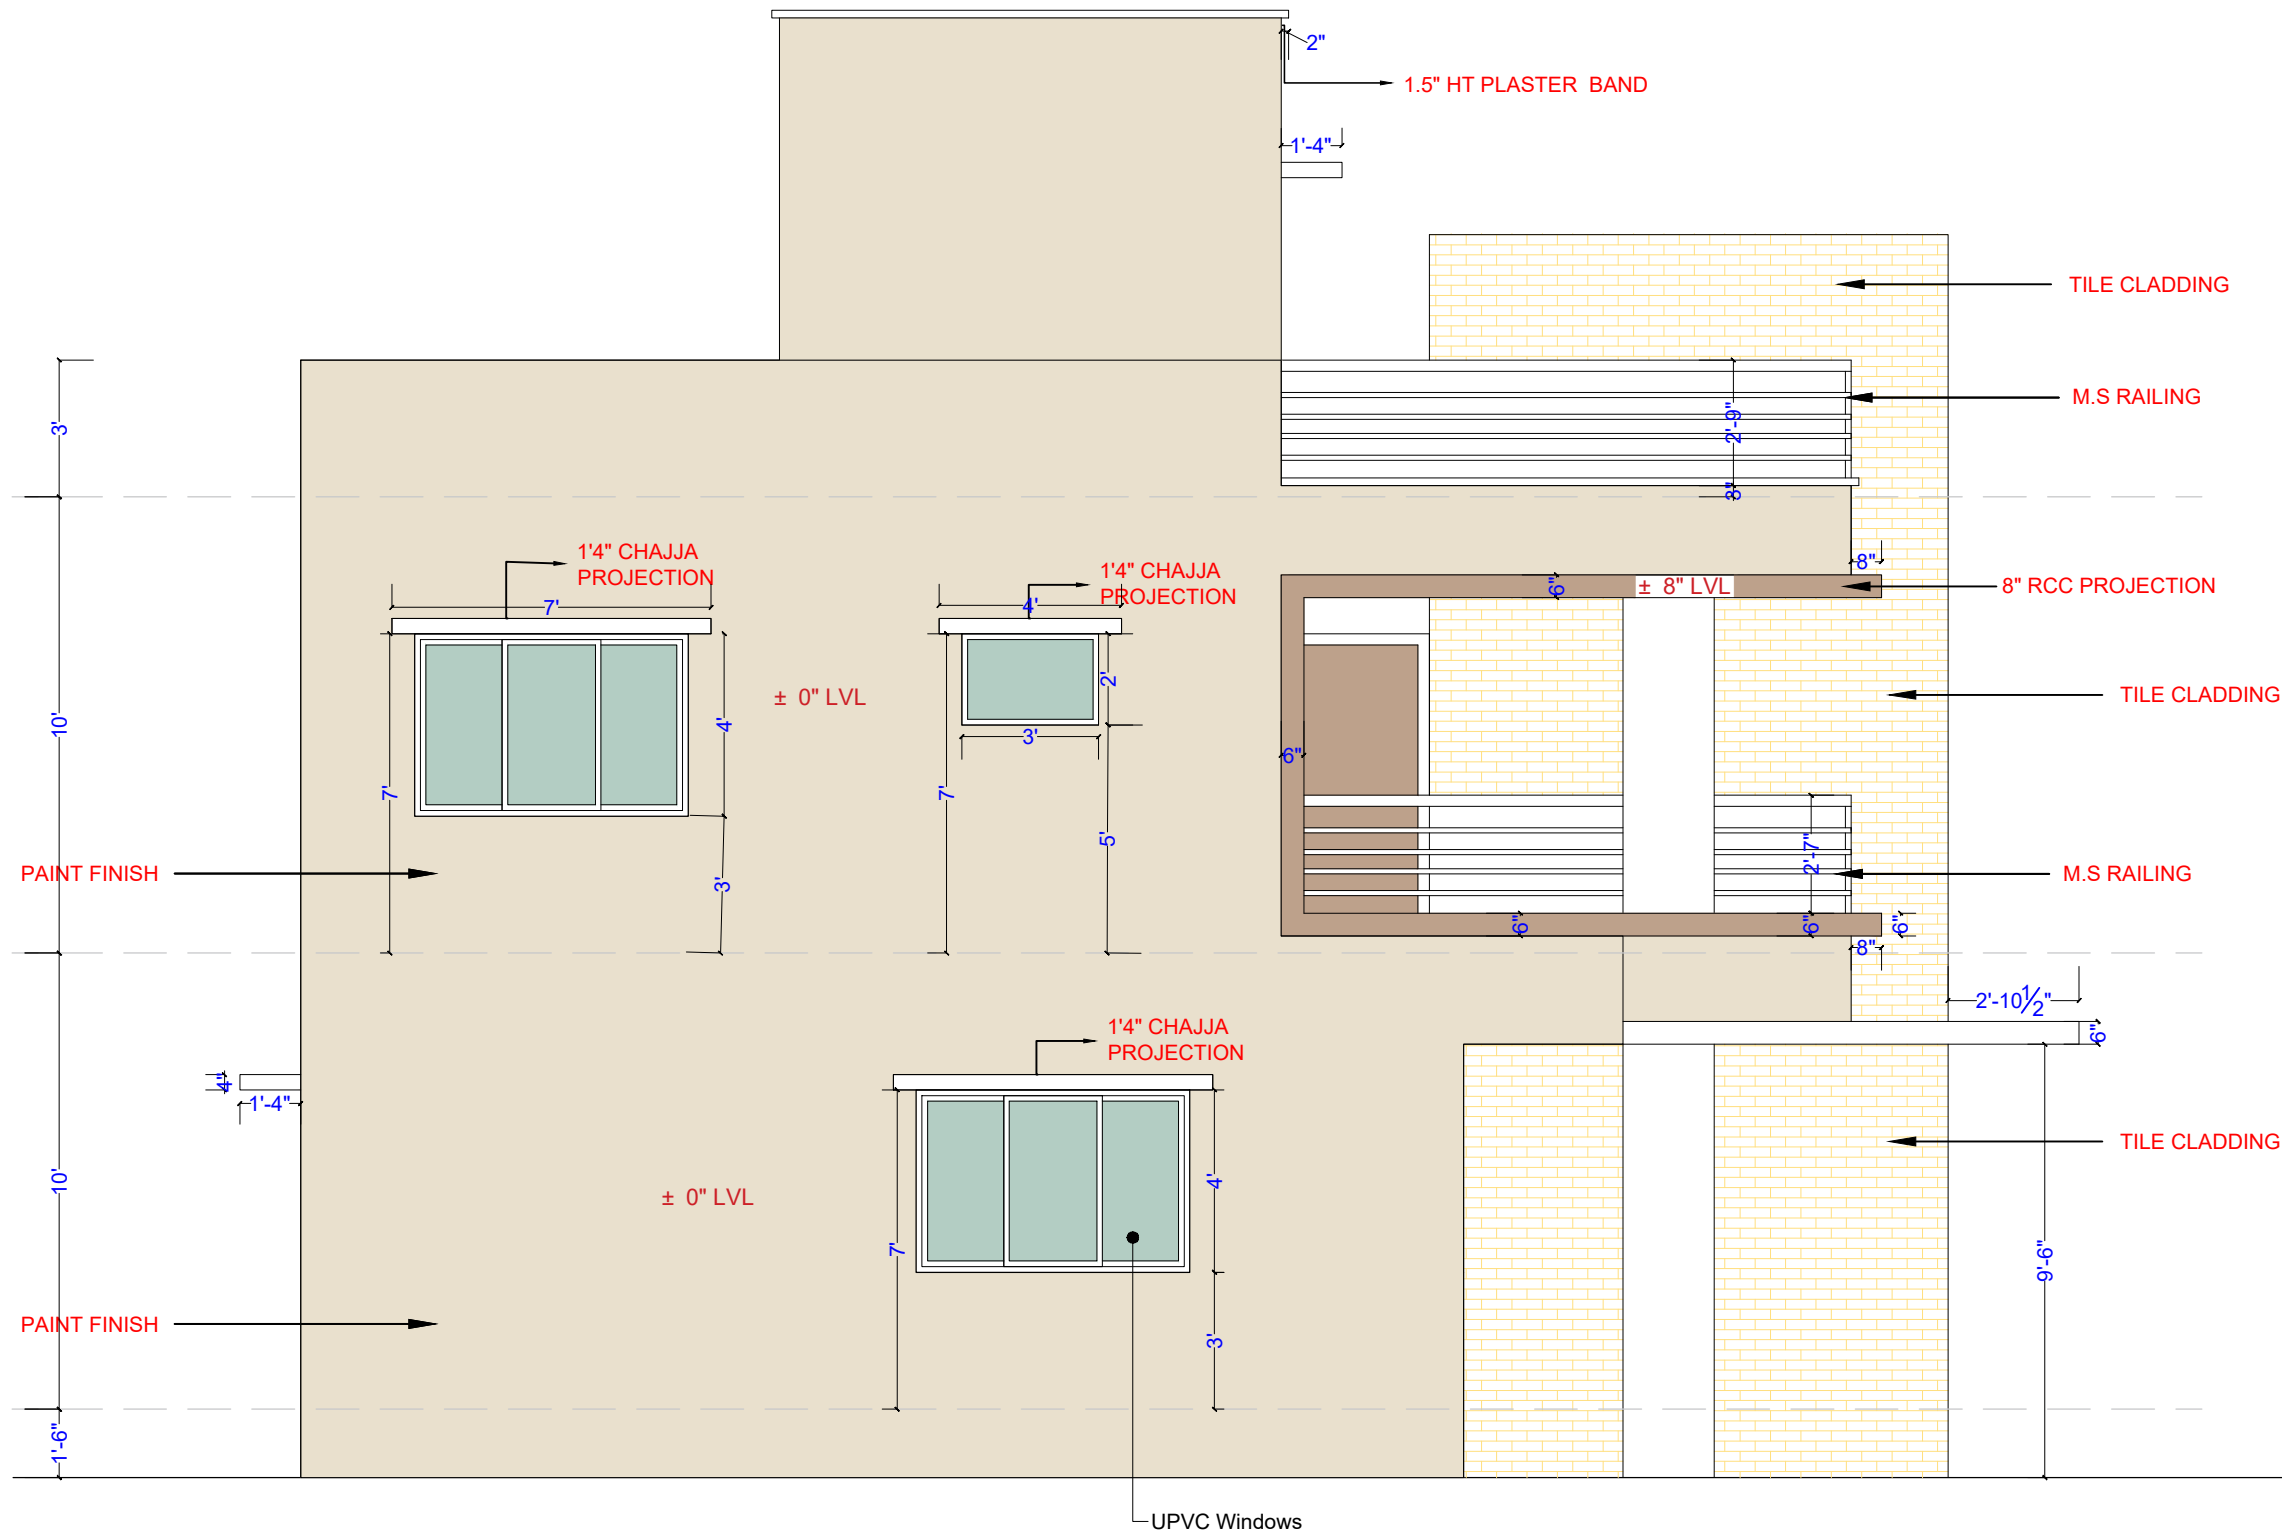 2"
1.5" HT PLASTER BAND
1'-4"
TILE CLADDING
M.S RAILING
3'
2'-9"
3"
1'4" CHAJJA
PROJECTION
1'4" CHAJJA
PROJECTION
8"
7'
4'
6"
± 8" LVL
8" RCC PROJECTION
± 0" LVL
2'
TILE CLADDING
10'
4'
3'
6"
7'
7'
5'
2'-7"
PAINT FINISH
3'
M.S RAILING
6"
6"
6"
8"
2'-10½"
1'4" CHAJJA
PROJECTION
6"
4"
1'-4"
TILE CLADDING
10'
± 0" LVL
4'
7'
9'-6"
PAINT FINISH
3'
1'-6"
UPVC Windows